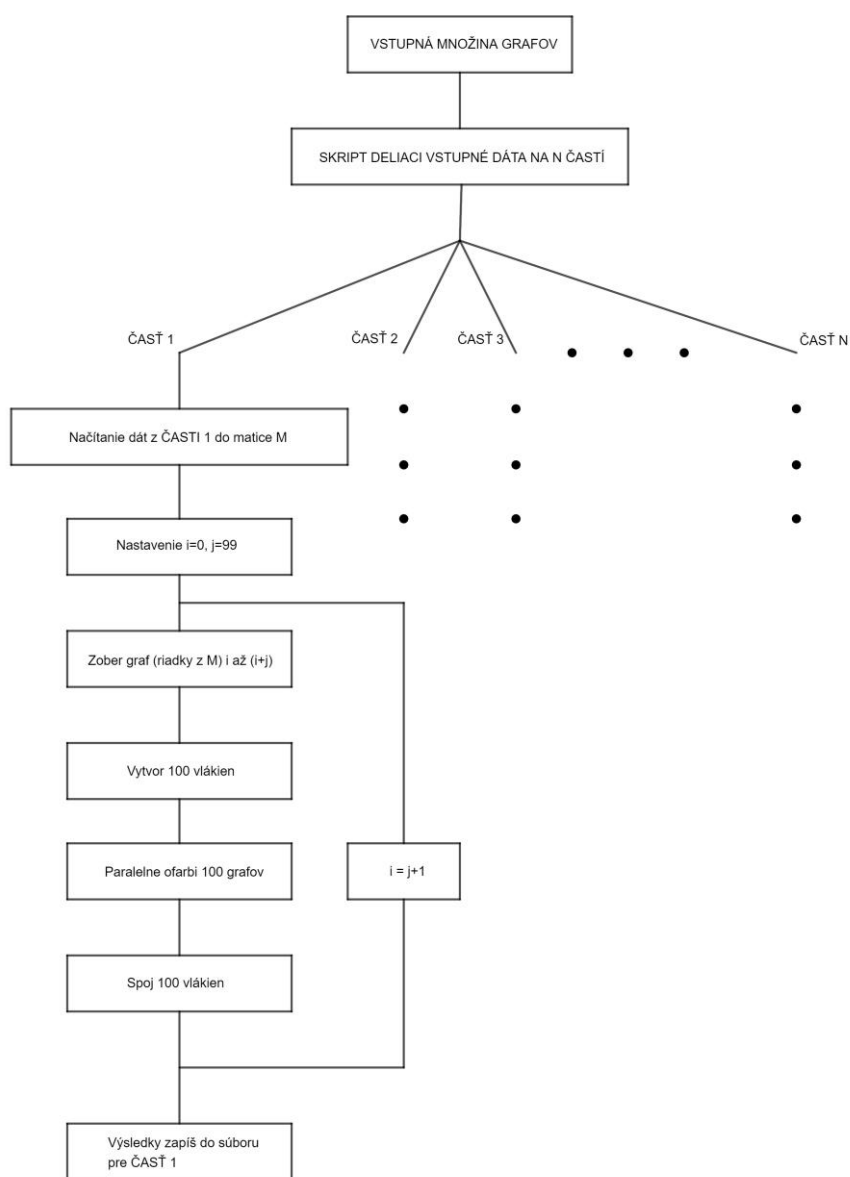 VSTUPNÁ MNOŽINA GRAFOV
SKRIPT DELIACI VSTUPNÉ DÁTA NA N ČASTÍ
ČASŤ 1
ČASŤ 2
ČASŤ 3
ČASŤ N
Načítanie dát z ČASTI 1 do matice M
Nastavenie i=0, j=99
Zober graf (riadky z M) i až (i+j)
Vytvor 100 vlákien
Paralelne ofarbi 100 grafov
i = j+1
Spoj 100 vlákien
Výsledky zapíš do súboru
pre ČASŤ 1